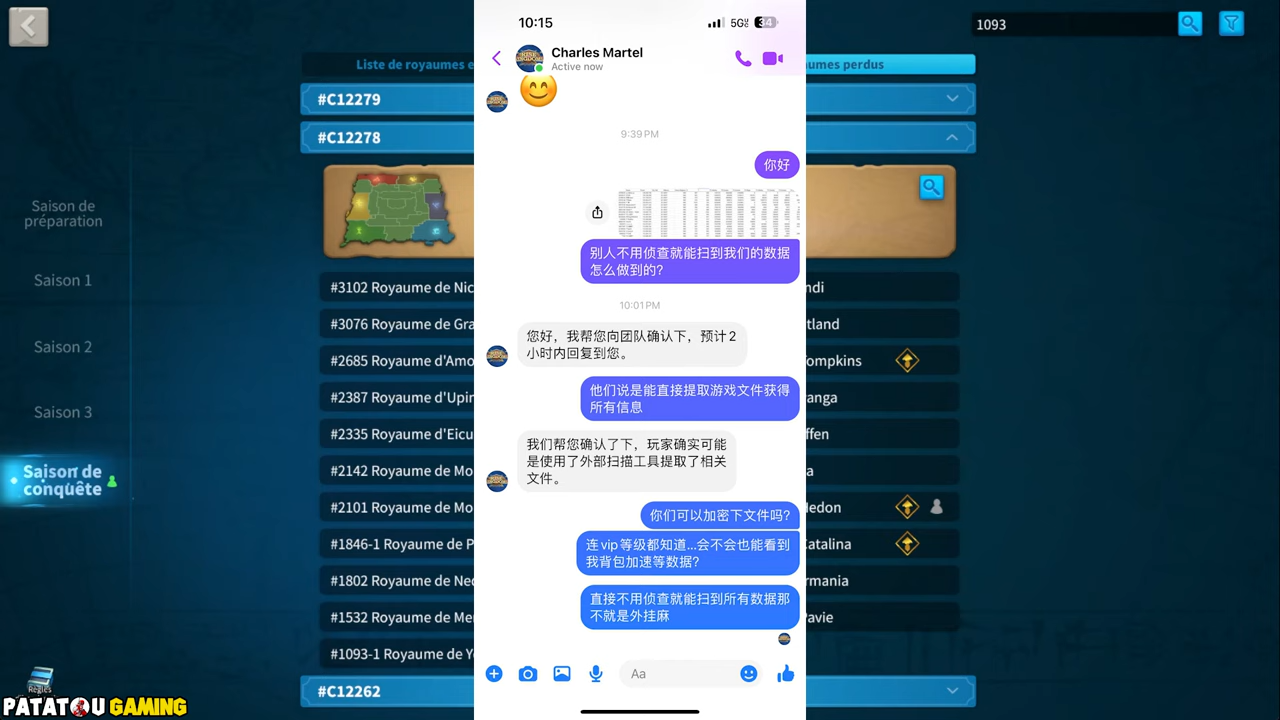 1093
Liste de royaumes e
umes perdus
#C12279
#C12278
Saison de
préparation
Saison 1
Saison 2
Saison 3
Saison de
conquête
#3102 Royaume de Nic
#3076 Royaume de Gra
#2685 Royaume d'Amo
#2387 Royaume d'Upin
#2335 Royaume d'Eicu
#2142 Royaume de Mo
#2101 Royaume de Mo
#1846-1 Royaume de P
#1802 Royaume de Ned
#1532 Royaume de Mer
#1093-1 Royaume de Y
#C12262
ndi
tland
ompkins
anga
ffen
a
ledon
Catalina
rmania
Pavie
Règles
PATATOU GAMING
10:15
5G
34
Charles Martel
Active now
9:39 PM
你好
别人不用侦查就能扫到我们的数据
怎么做到的?
10:01 PM
您好，我帮您向团队确认下，预计2
小时内回复到您。
他们说是能直接提取游戏文件获得
所有信息
我们帮您确认了下，玩家确实可能
是使用了外部扫描工具提取了相关
文件。
你们可以加密下文件吗?
连vip等级都知道...会不会也能看到
我背包加速等数据?
直接不用侦查就能扫到所有数据那
不就是外挂麻
Aa